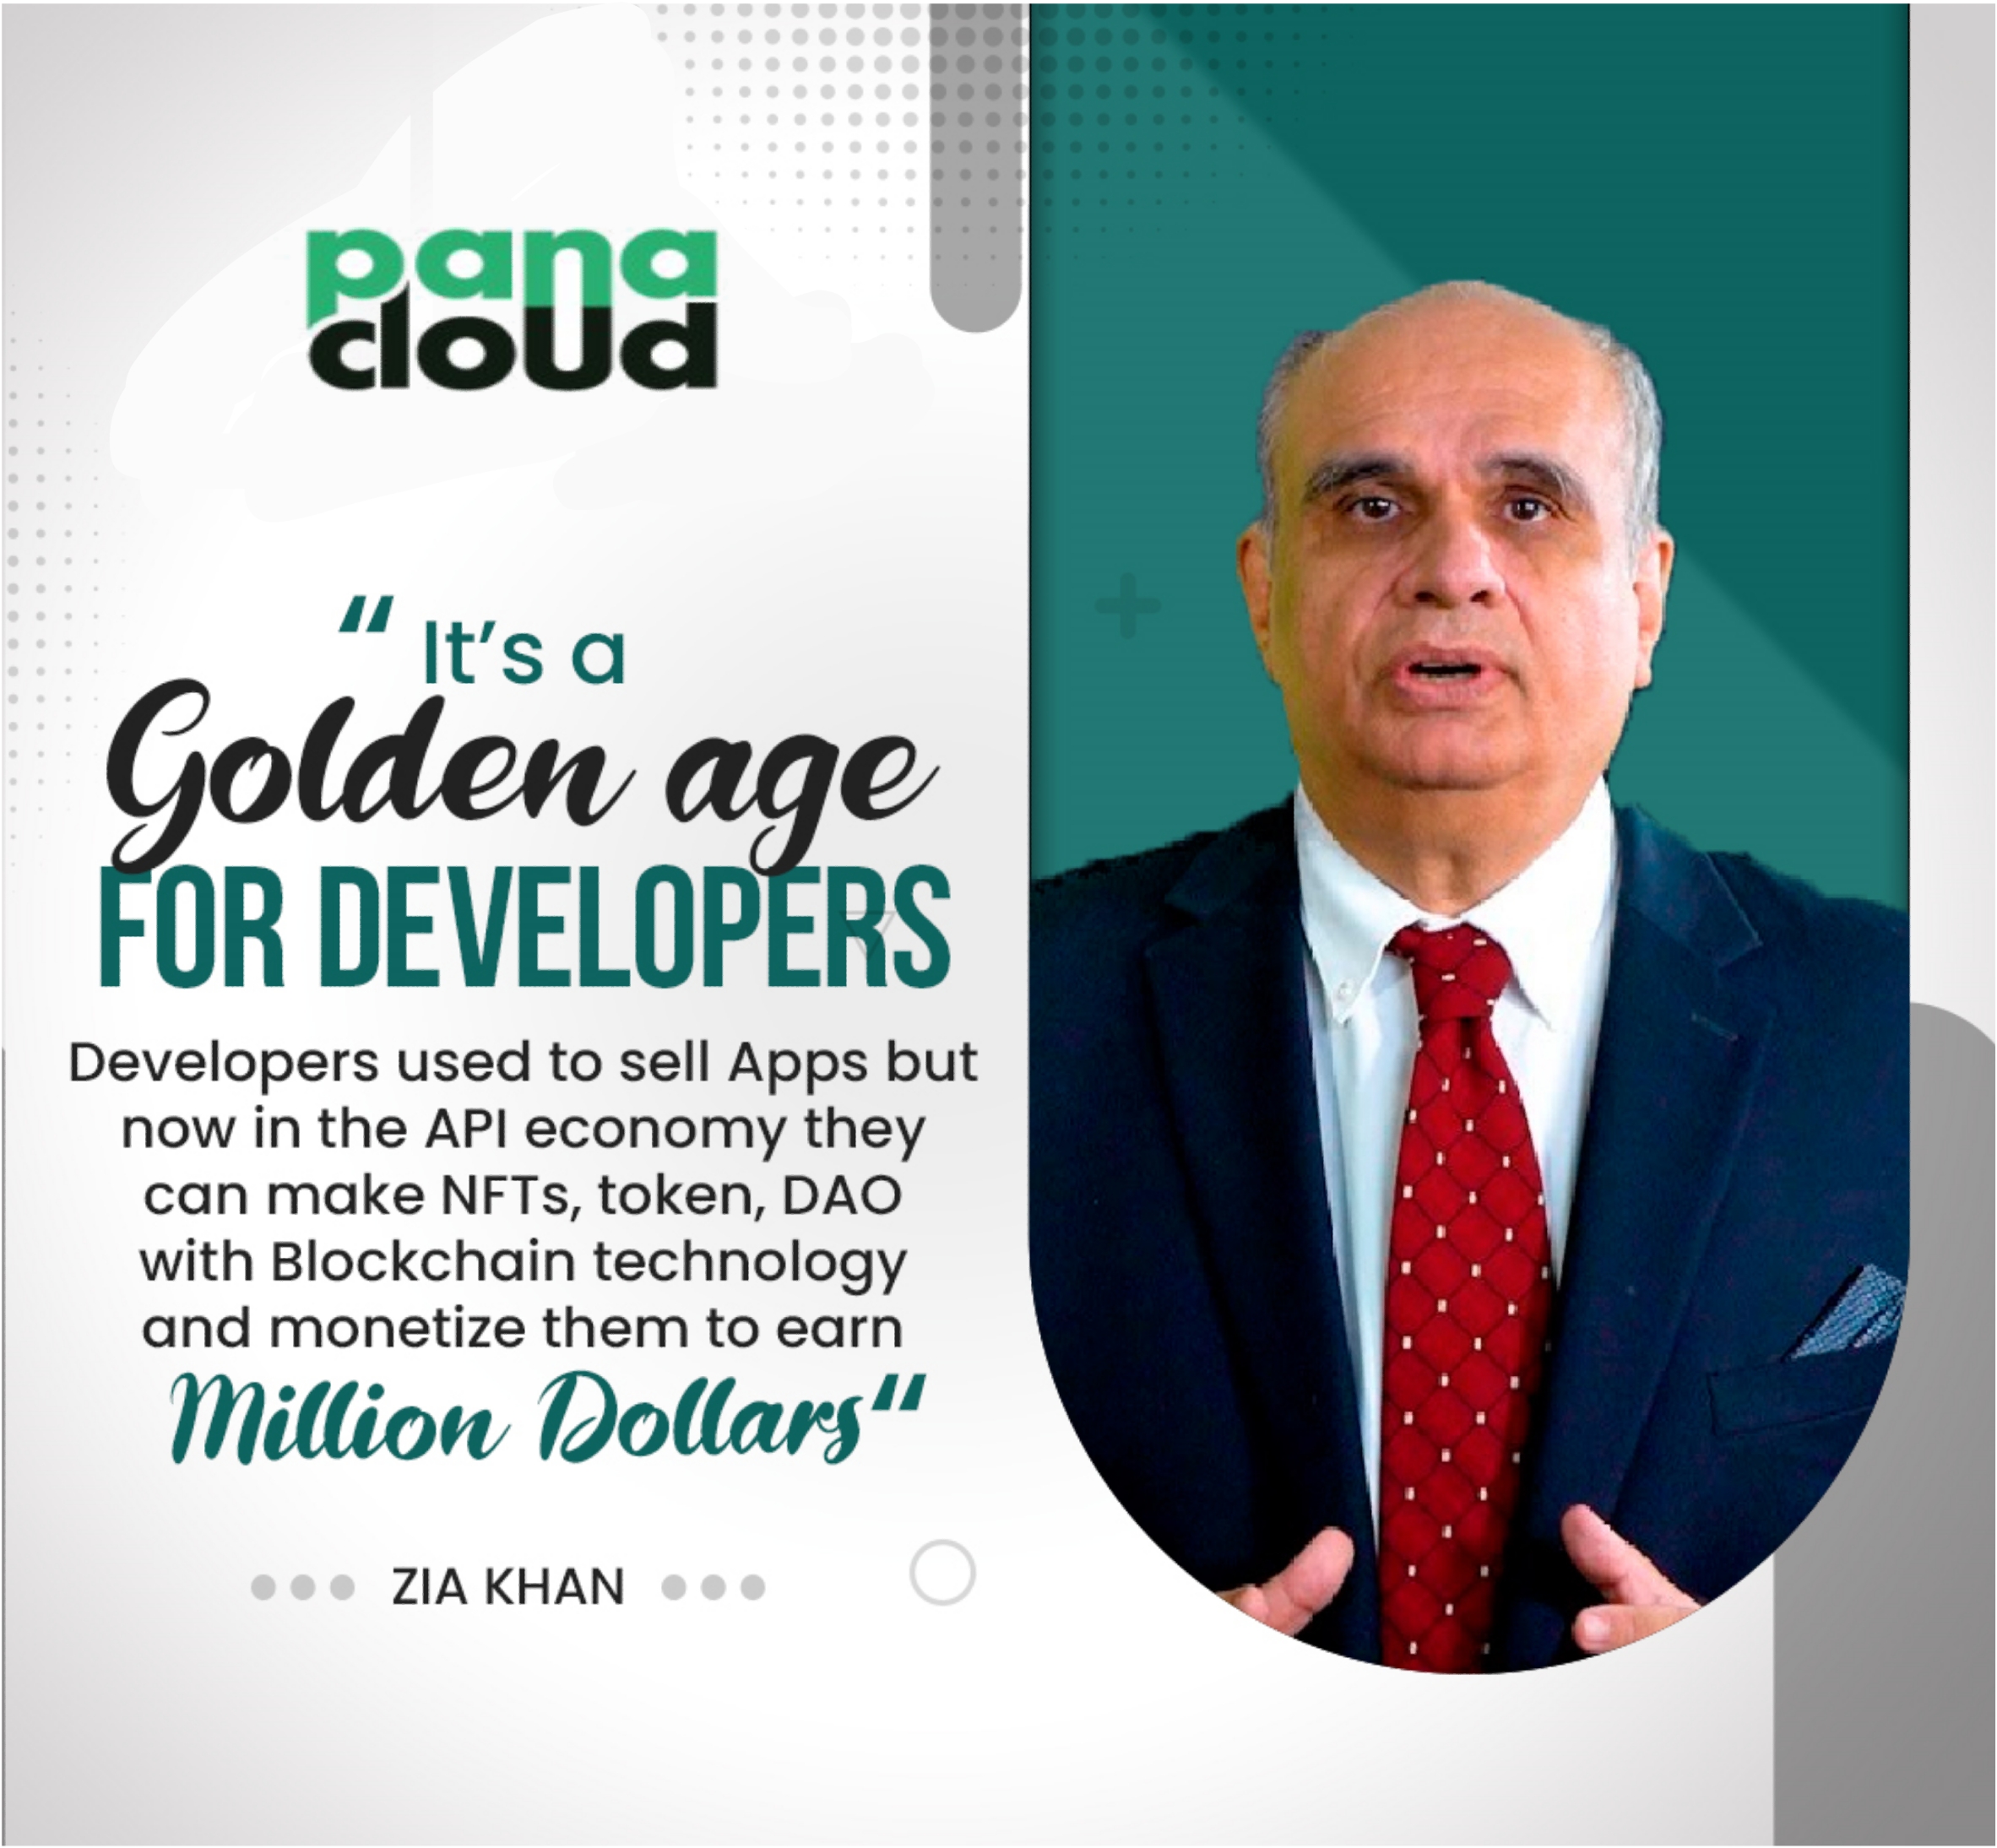 pana
cloud
“ It’s a
Golden age
FOR DEVELOPERS
Developers used to sell Apps but
now in the API economy they
can make NFTs, token, DAO
with Blockchain technology
and monetize them to earn
Million Dollars“
ZIA KHAN